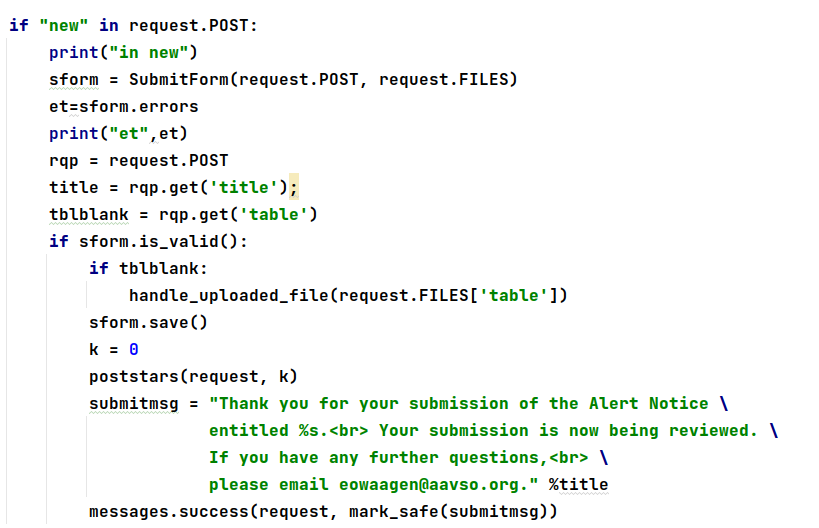 if "new" in request.POST:
    print("in new")
    sform = SubmitForm(request.POST, request.FILES)
    et=sform.errors
    print("et",et)
    rqp = request.POST
    title = rqp.get('title');
    tblblank = rqp.get('table')
    if sform.is_valid():
        if tblblank:
            handle_uploaded_file(request.FILES['table'])
        sform.save()
        k = 0
        poststars(request, k)
        submitmsg = "Thank you for your submission of the Alert Notice \
                    entitled %s.<br> Your submission is now being reviewed. \
                    If you have any further questions,<br> \
                    please email eowaagen@aavso.org." %title
        messages.success(request, mark_safe(submitmsg))